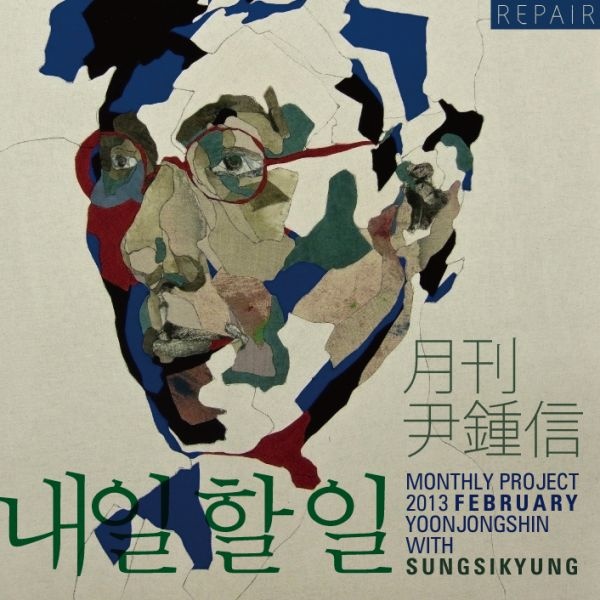 REPAIR
月刊
尹鍾信
내일 할 일
MONTHLY PROJECT
2013 FEBRUARY
YOONJONGSHIN
WITH
SUNGSIKYUNG